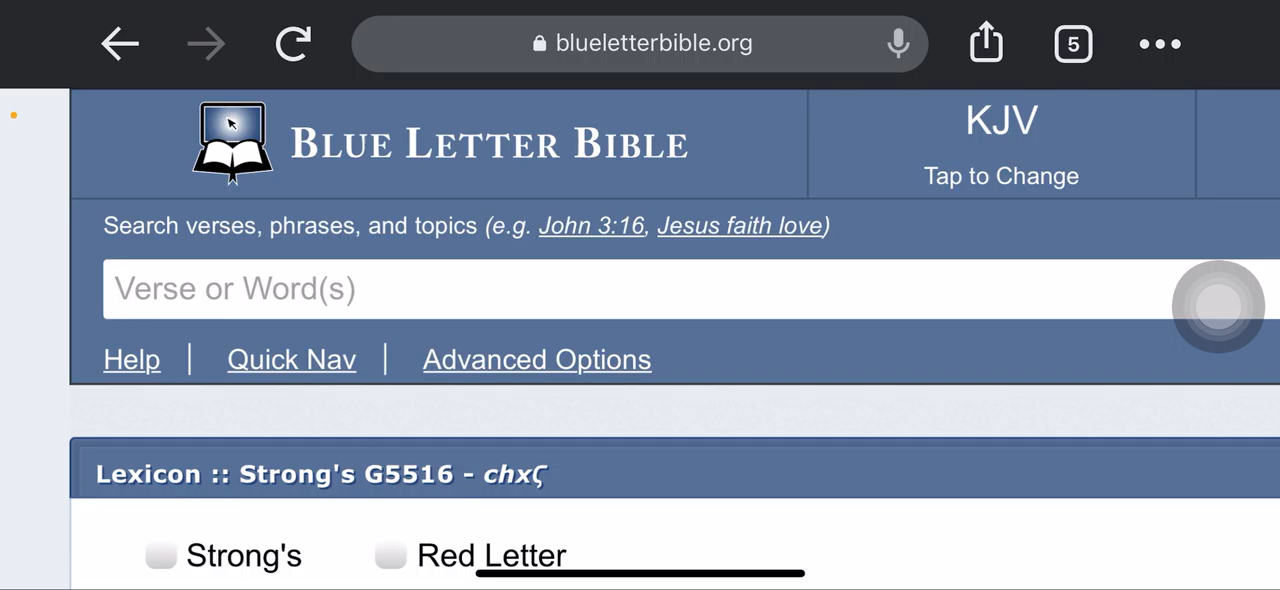 blueletterbible.org
5
BLUE LETTER BIBLE
KJV
Tap to Change
Search verses, phrases, and topics (e.g. John 3:16, Jesus faith love)
Verse or Word(s)
Help | Quick Nav | Advanced Options
Lexicon :: Strong's G5516 - chxϛ
Strong's Red Letter